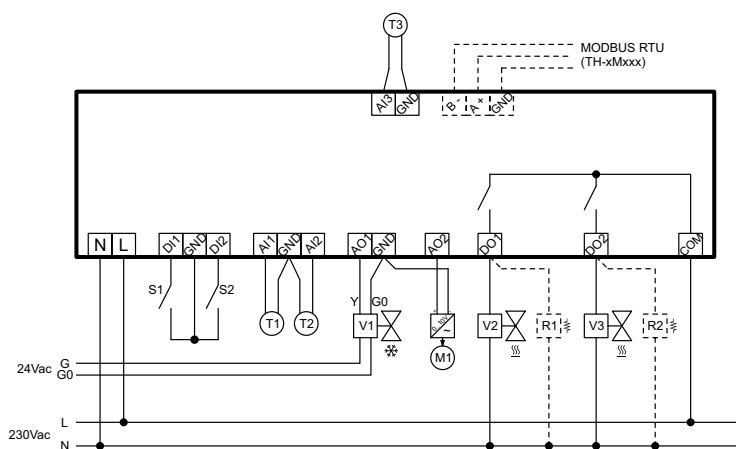 T3
MODBUS RTU
(TH-xMxxx)
AI3 GND B - A + GND
N L DI1 GND DI2 AI1 GND AI2 AO1 GND AO2 DO1 DO2 COM
S1 S2 Y G0
T1 T2 V1 0...10V V2 R1 V3 R2
~
M1
24Vac G
G0
L
230Vac
N